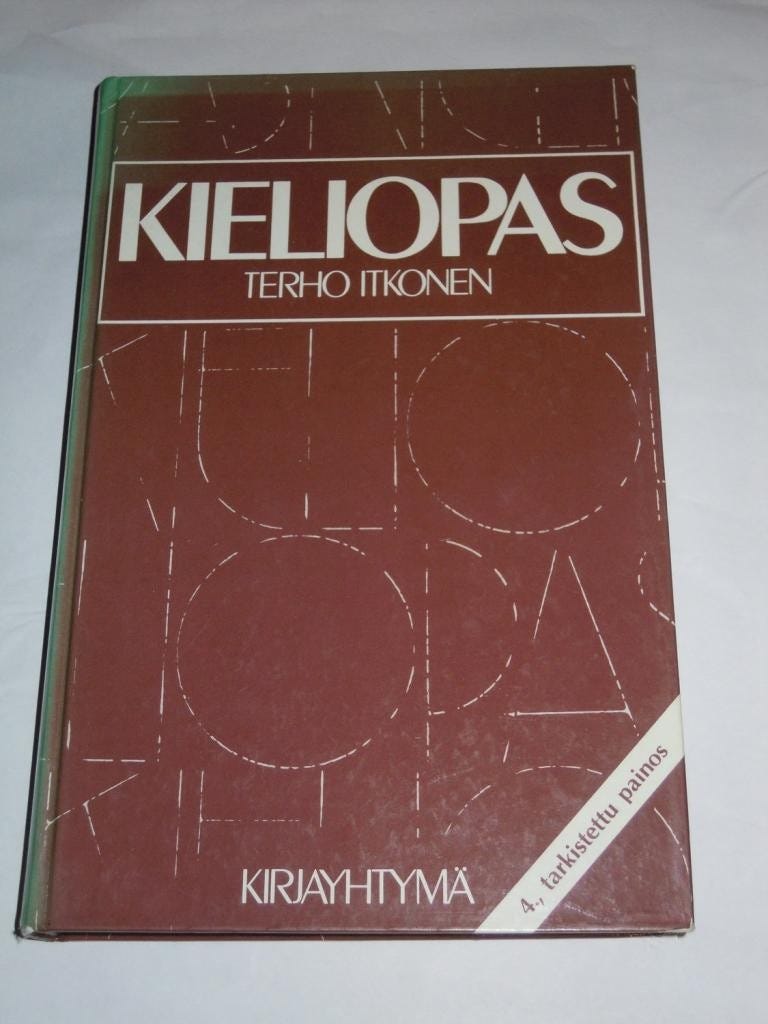 KIELIOPAS
TERHO ITKONEN
4., tarkistettu painos
KIRJAYHTYMÄ